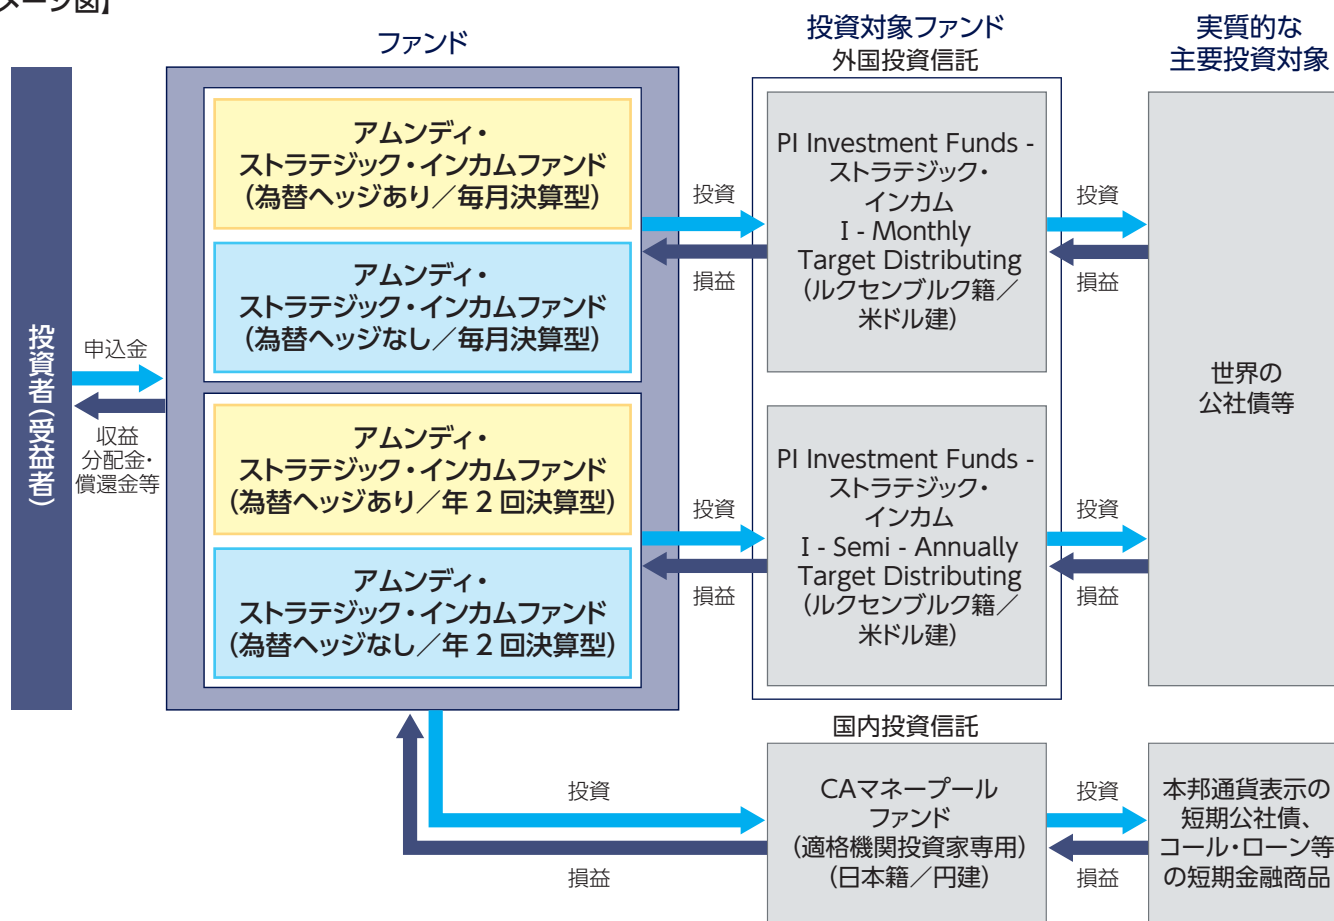 メージ図】
ファンド
投資対象ファンド
外国投資信託
実質的な
主要投資対象
投資者(受益者)
申込金
収益
分配金・
償還金等
アムンディ・
ストラテジック・インカムファンド
(為替ヘッジあり／毎月決算型)
アムンディ・
ストラテジック・インカムファンド
(為替ヘッジなし／毎月決算型)
アムンディ・
ストラテジック・インカムファンド
(為替ヘッジあり／年 2 回決算型)
アムンディ・
ストラテジック・インカムファンド
(為替ヘッジなし／年 2 回決算型)
投資
損益
投資
損益
PI Investment Funds -
ストラテジック・
インカム
I - Monthly
Target Distributing
(ルクセンブルク籍／
米ドル建)
PI Investment Funds -
ストラテジック・
インカム
I - Semi - Annually
Target Distributing
(ルクセンブルク籍／
米ドル建)
投資
損益
投資
損益
世界の
公社債等
国内投資信託
投資
損益
CAマネープール
ファンド
(適格機関投資家専用)
(日本籍／円建)
投資
損益
本邦通貨表示の
短期公社債、
コール・ローン等
の短期金融商品